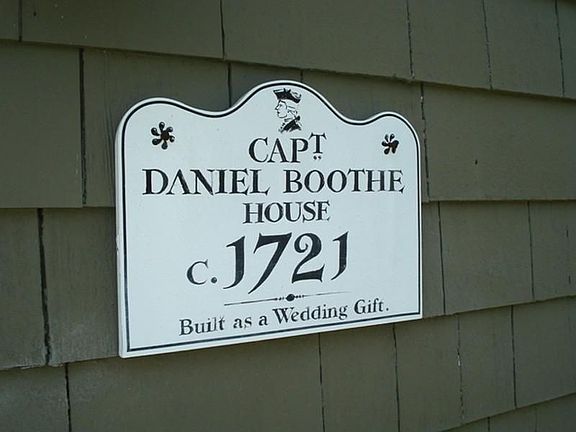 CAPT
DANIEL BOOTHE
HOUSE
C. 1721
Built as a Wedding Gift.